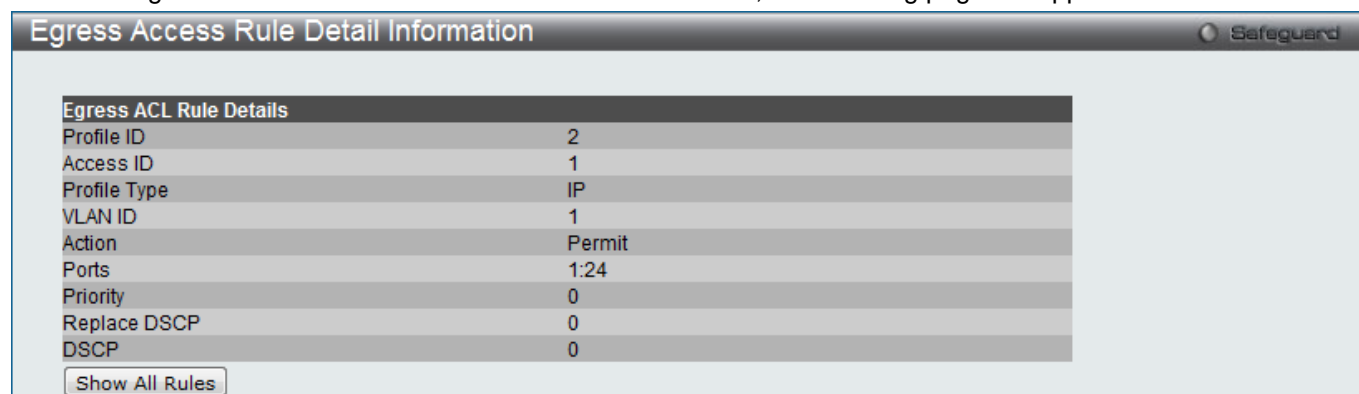 Egress Access Rule Detail Information
Safeguard
Egress ACL Rule Details
Profile ID 2
Access ID 1
Profile Type IP
VLAN ID 1
Action Permit
Ports 1:24
Priority 0
Replace DSCP 0
DSCP 0
Show All Rules